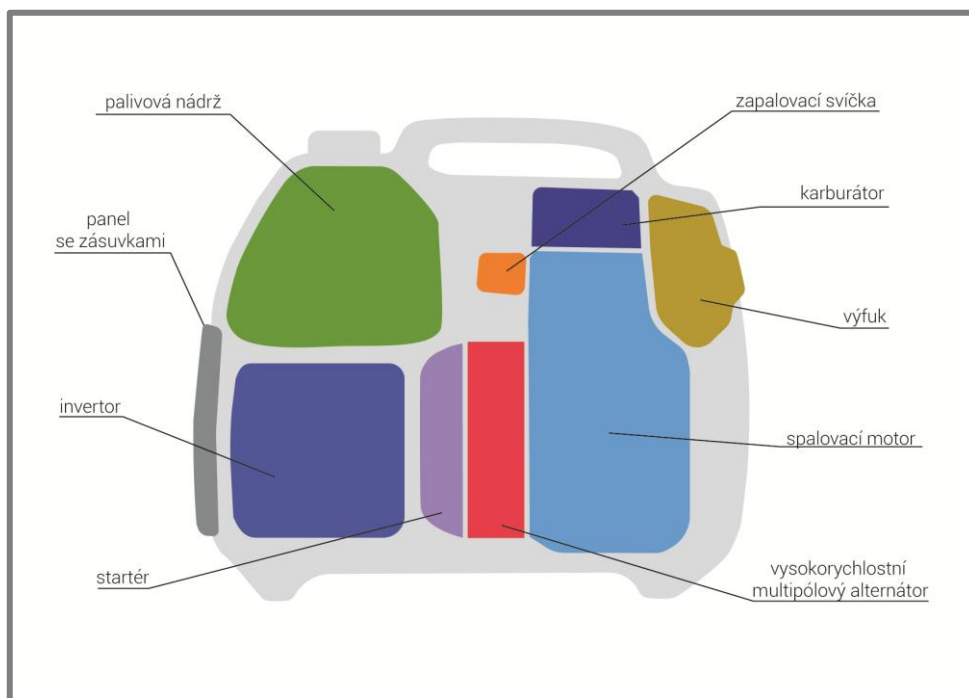 palivová nádrž
zapalovací svíčka
karburátor
panel
se zásuvkami
výfuk
invertor
spalovací motor
startér
vysokorychlostní
multipólový alternátor